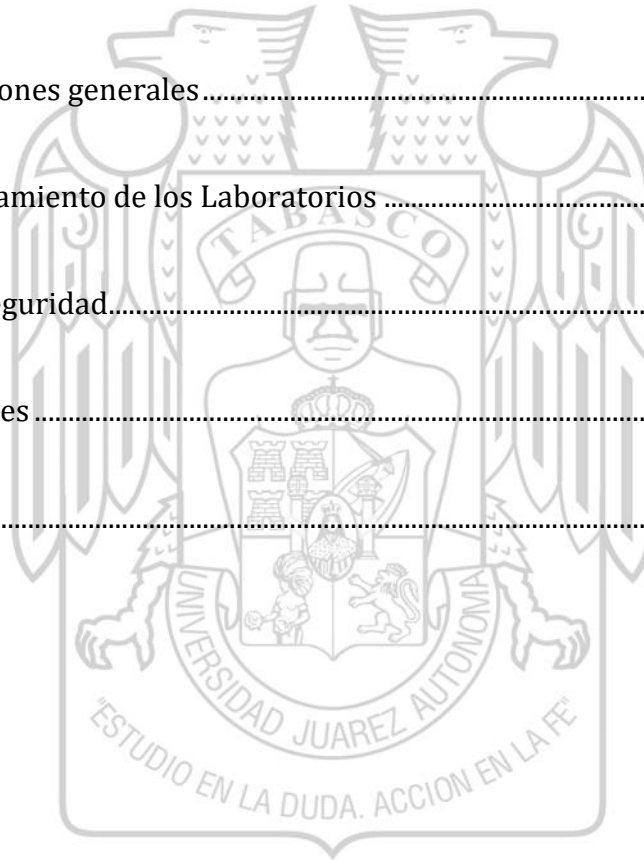 ones generales
amiento de los Laboratorios
eguridad
es
TABASCO
UNIVERSIDAD JUAREZ AUTONOMA
"ESTUDIO EN LA DUDA. ACCION EN LA FE"